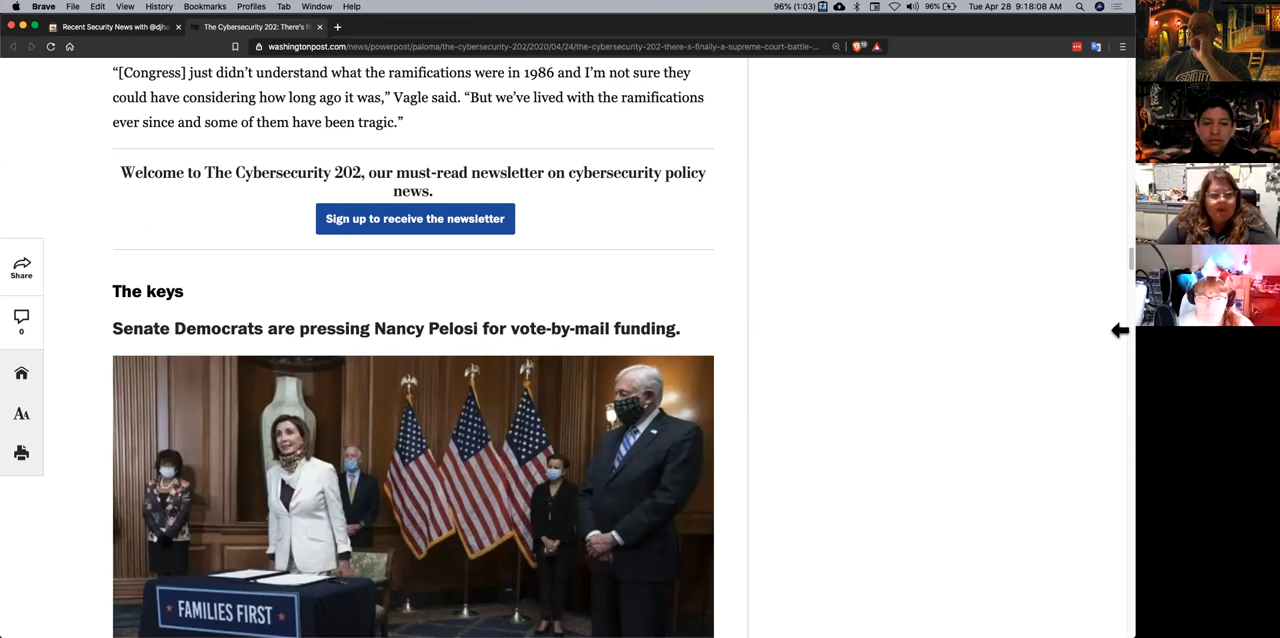 Brave File Edit View History Bookmarks Profiles Tab Window Help
96% (1:03) 96% Tue Apr 28 9:18:08 AM
Recent Security News with @djha
The Cybersecurity 202: There's f
washingtonpost.com/news/powerpost/paloma/the-cybersecurity-202/2020/04/24/the-cybersecurity-202-there-s-finally-a-supreme-court-battle-...
“[Congress] just didn’t understand what the ramifications were in 1986 and I’m not sure they
could have considering how long ago it was,” Vagle said. “But we’ve lived with the ramifications
ever since and some of them have been tragic.”
Welcome to The Cybersecurity 202, our must-read newsletter on cybersecurity policy
news.
Sign up to receive the newsletter
Share
0
AA
The keys
Senate Democrats are pressing Nancy Pelosi for vote-by-mail funding.
FAMILIES FIRST